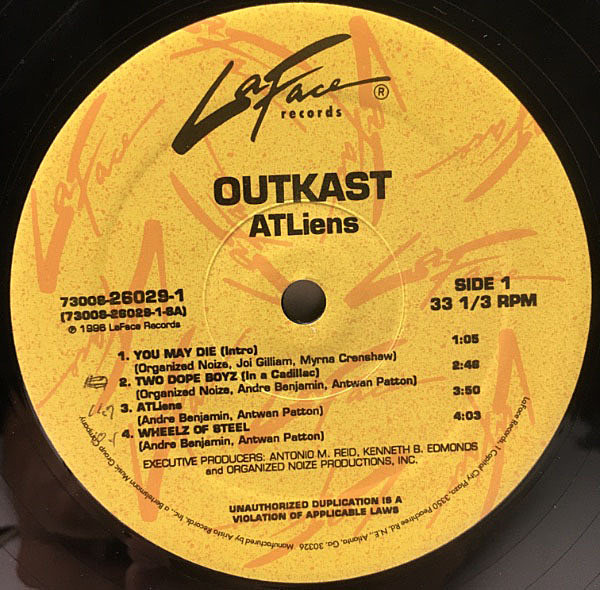 LaFace
records ®
OUTKAST
ATLiens
73008-26029-1
(73008-26029-1-SA)
℗ 1996 LaFace Records
SIDE 1
33 1/3 RPM
1. YOU MAY DIE (Intro) 1:05
(Organized Noize, Joi Gilliam, Myrna Crenshaw)
2. TWO DOPE BOYZ (In a Cadillac) 2:46
(Organized Noize, Andre Benjamin, Antwan Patton)
3. ATLiens 3:50
(Andre Benjamin, Antwan Patton)
4. WHEELZ OF STEEL 4:03
(Andre Benjamin, Antwan Patton)
EXECUTIVE PRODUCERS: ANTONIO M. REID, KENNETH B. EDMONDS
and ORGANIZED NOIZE PRODUCTIONS, INC.
UNAUTHORIZED DUPLICATION IS A
VIOLATION OF APPLICABLE LAWS
LaFace Records, 1 Capital City Plaza, 3350 Peachtree Rd. N.E. Atlanta, Ga. 30326 Manufactured by Arista Records, Inc., a Bertelsmann Music Group Company